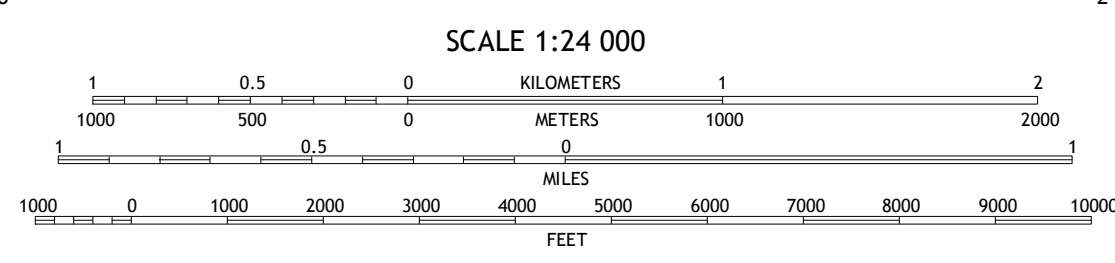 SCALE 1:24 000
1 0.5 0 KILOMETERS 1 2
1000 500 0 METERS 1000 2000
1 0.5 0 1
MILES
1000 0 1000 2000 3000 4000 5000 6000 7000 8000 9000 10000
FEET